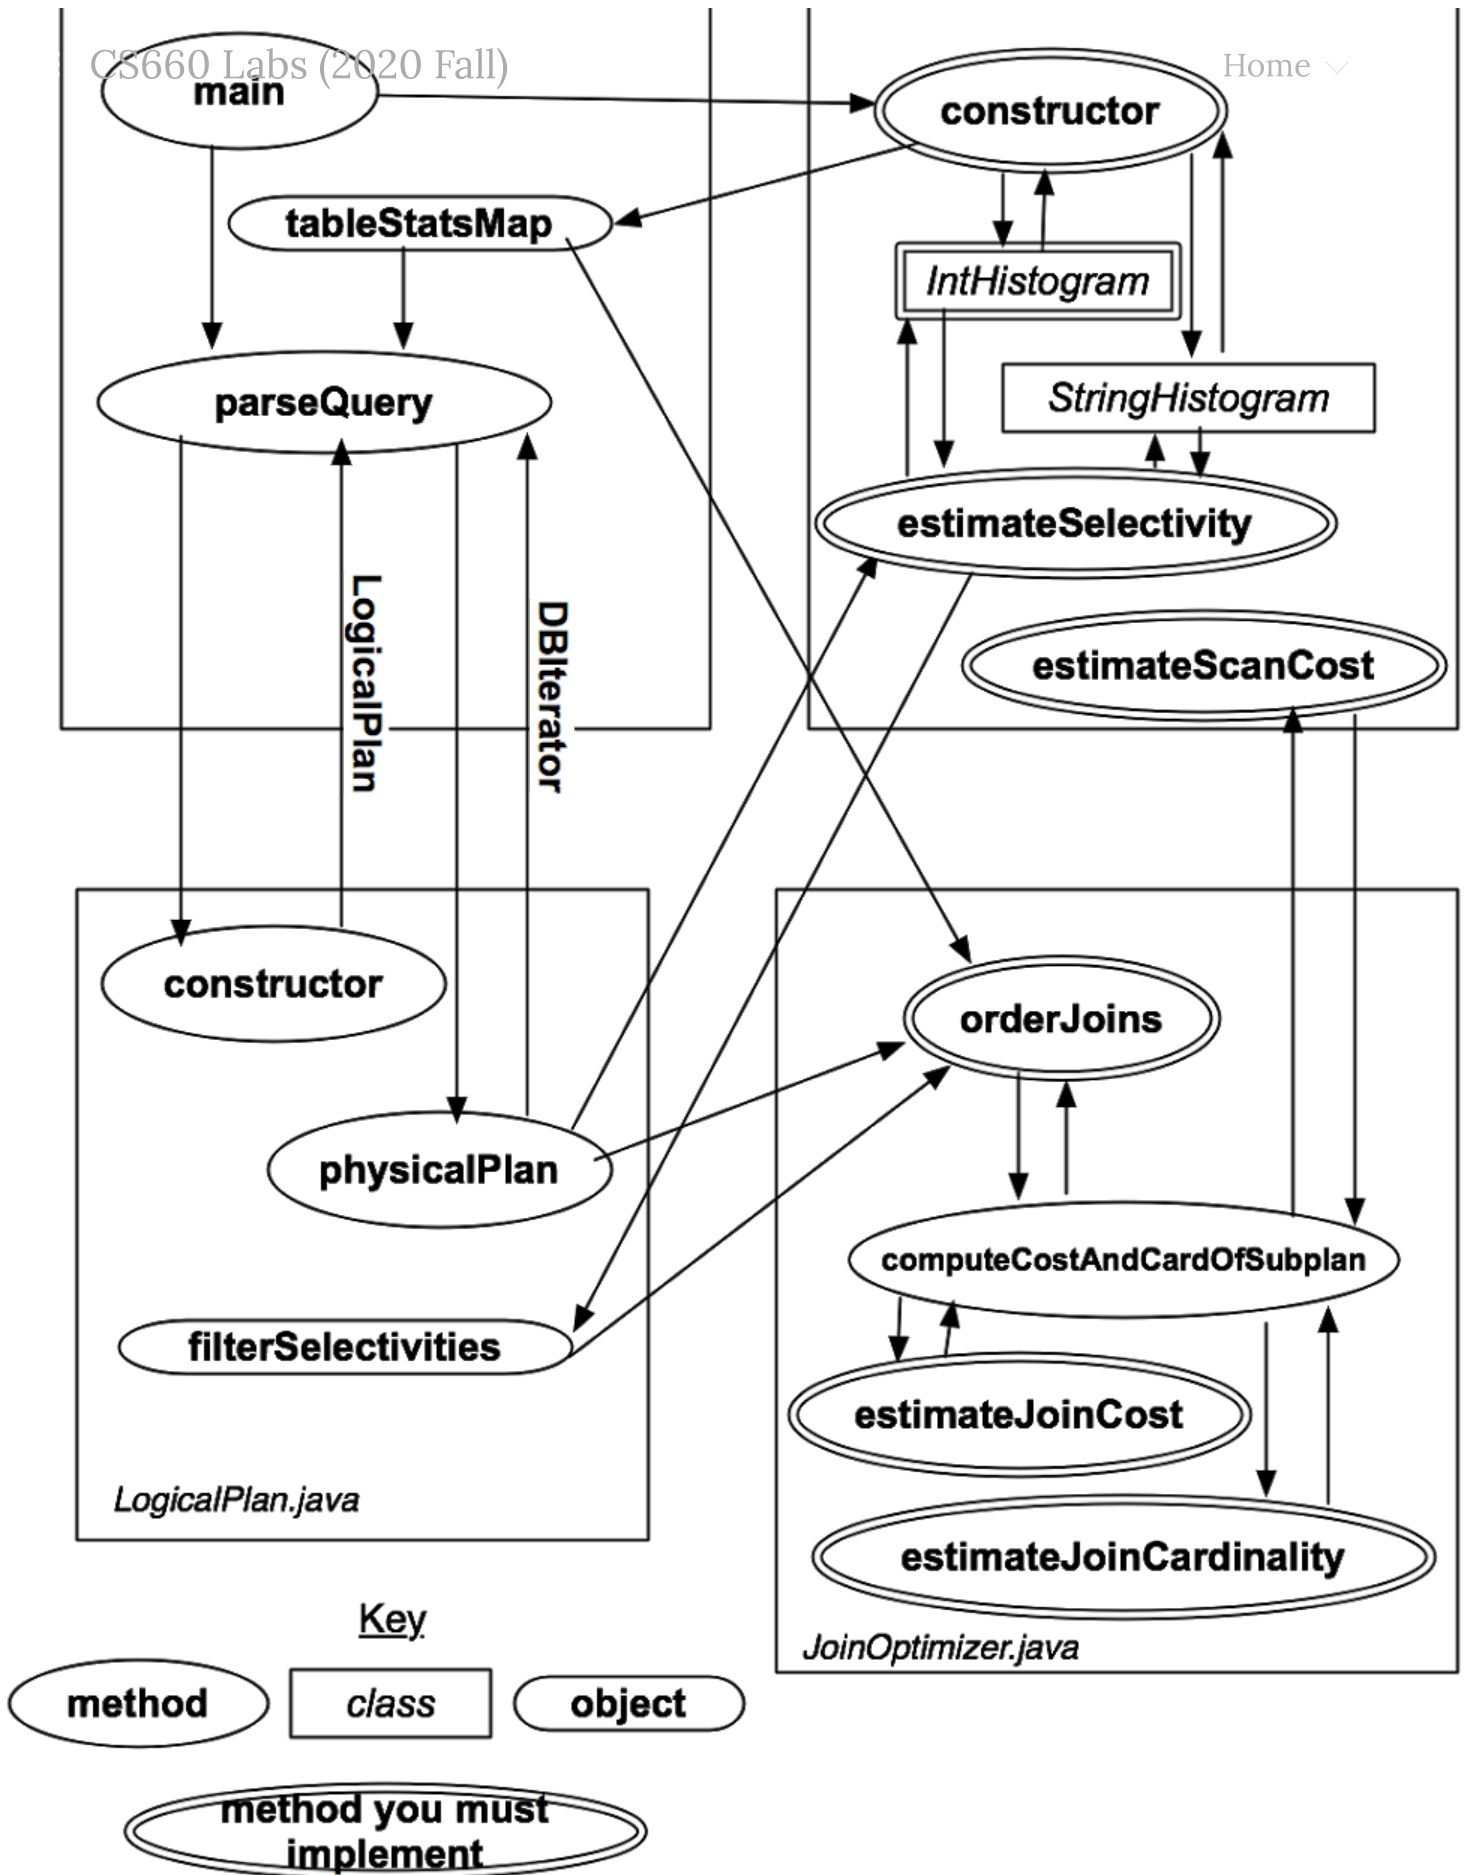 CS660 Labs (2020 Fall)
Home
main
constructor
tableStatsMap
IntHistogram
parseQuery
StringHistogram
estimateSelectivity
LogicalPlan
DBIterator
estimateScanCost
constructor
orderJoins
physicalPlan
computeCostAndCardOfSubplan
filterSelectivities
estimateJoinCost
LogicalPlan.java
estimateJoinCardinality
JoinOptimizer.java
Key
method
class
object
method you must
implement